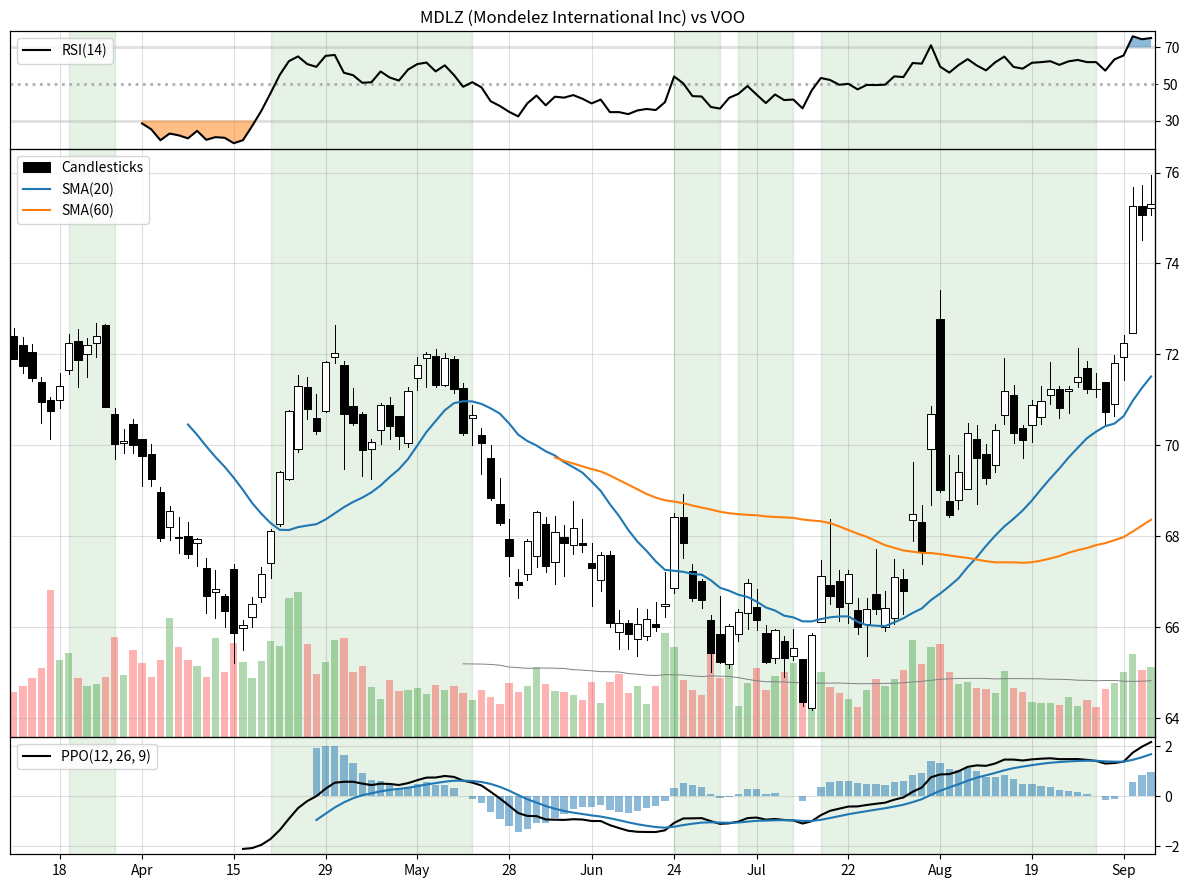 MDLZ (Mondelez International Inc) vs VOO
RSI(14)
70
50
30
Candlesticks
SMA(20)
SMA(60)
76
74
72
70
68
66
64
PPO(12, 26, 9)
2
0
−2
18 Apr 15 29 May 28 Jun 24 Jul 22 Aug 19 Sep